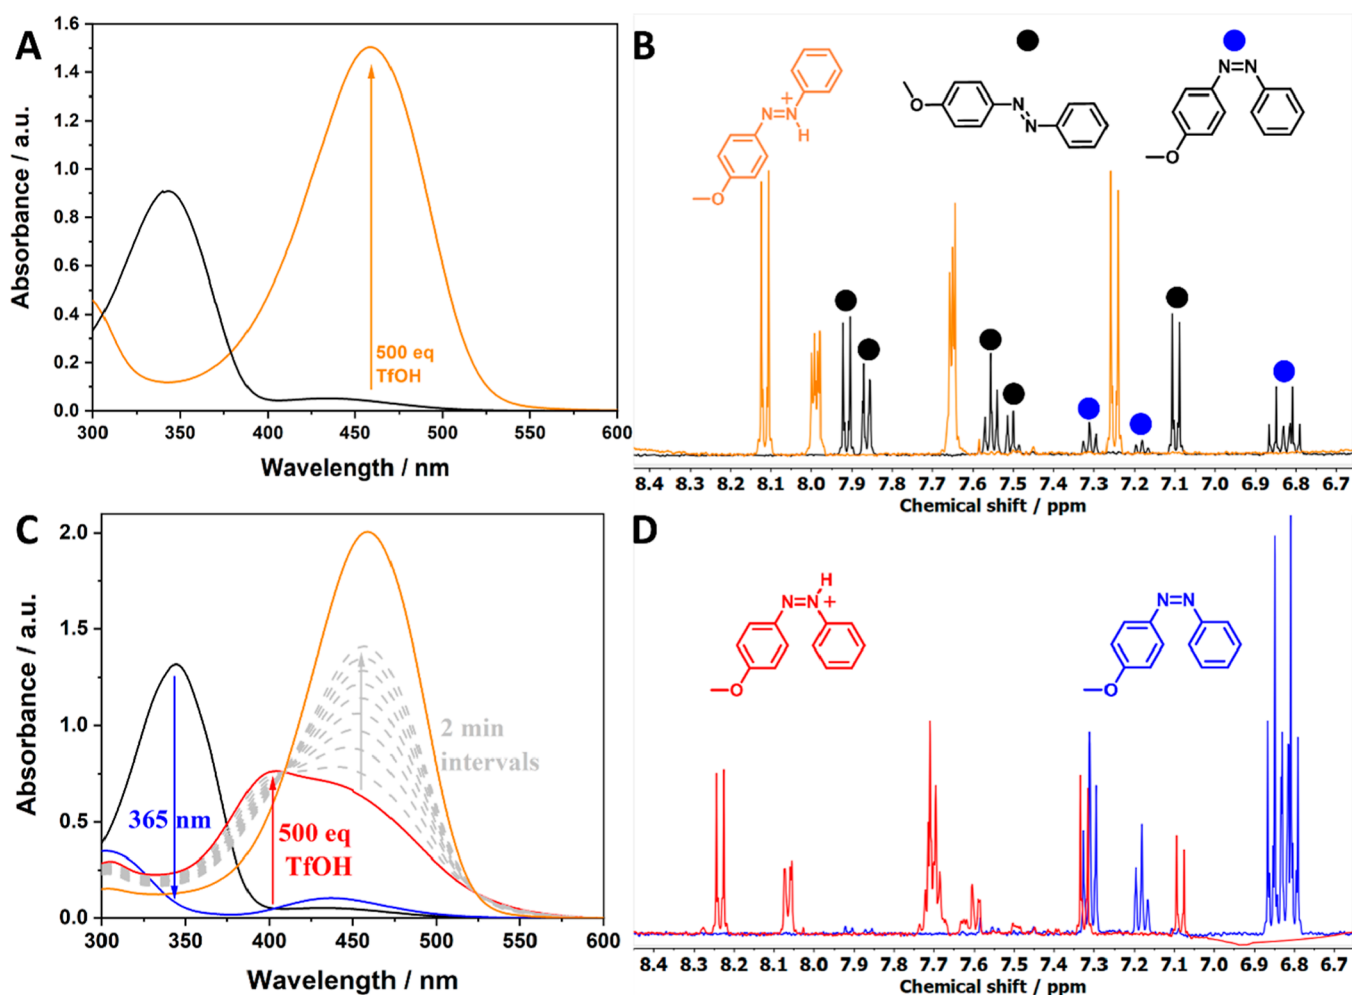 A
1.6
1.4
1.2
1.0
0.8
0.6
0.4
0.2
0.0
Absorbance / a.u.
500 eq
TfOH
300 350 400 450 500 550 600
Wavelength / nm
B
N=N
+
H
O
O
N
N
N=N
O
8.4 8.3 8.2 8.1 8.0 7.9 7.8 7.7 7.6 7.5 7.4 7.3 7.2 7.1 7.0 6.9 6.8 6.7
Chemical shift / ppm
C
2.0
1.5
1.0
0.5
0.0
Absorbance / a.u.
365 nm
500 eq
TfOH
2 min
intervals
300 350 400 450 500 550 600
Wavelength / nm
D
H
N=N
+
O
N=N
O
8.4 8.3 8.2 8.1 8.0 7.9 7.8 7.7 7.6 7.5 7.4 7.3 7.2 7.1 7.0 6.9 6.8 6.7
Chemical shift / ppm